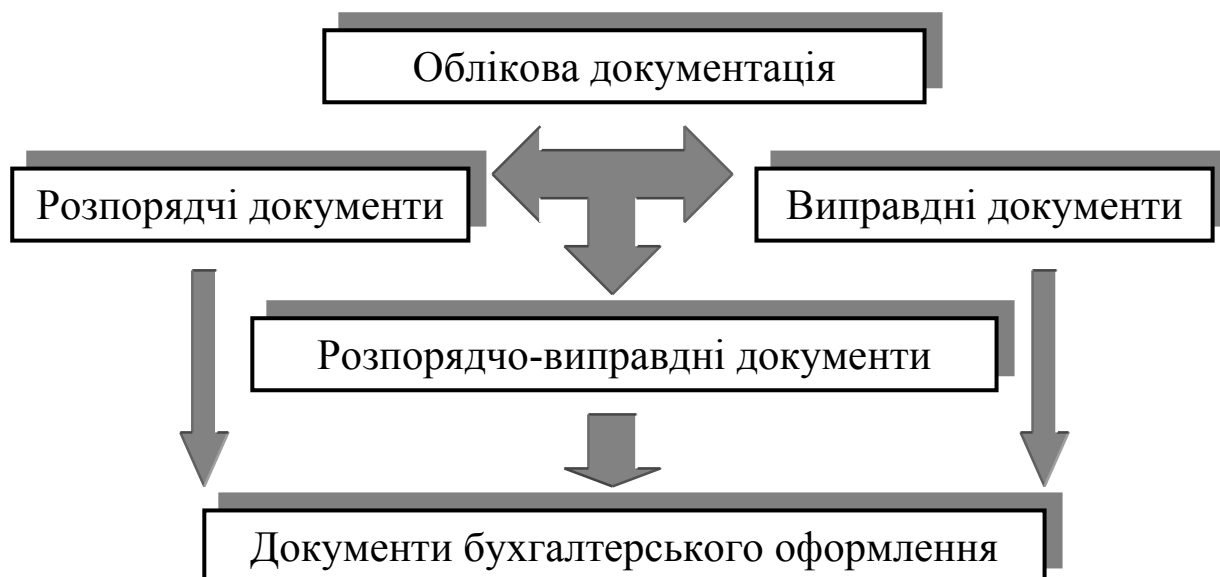 Облікова документація
Розпорядчі документи
Виправдні документи
Розпорядчо-виправдні документи
Документи бухгалтерського оформлення